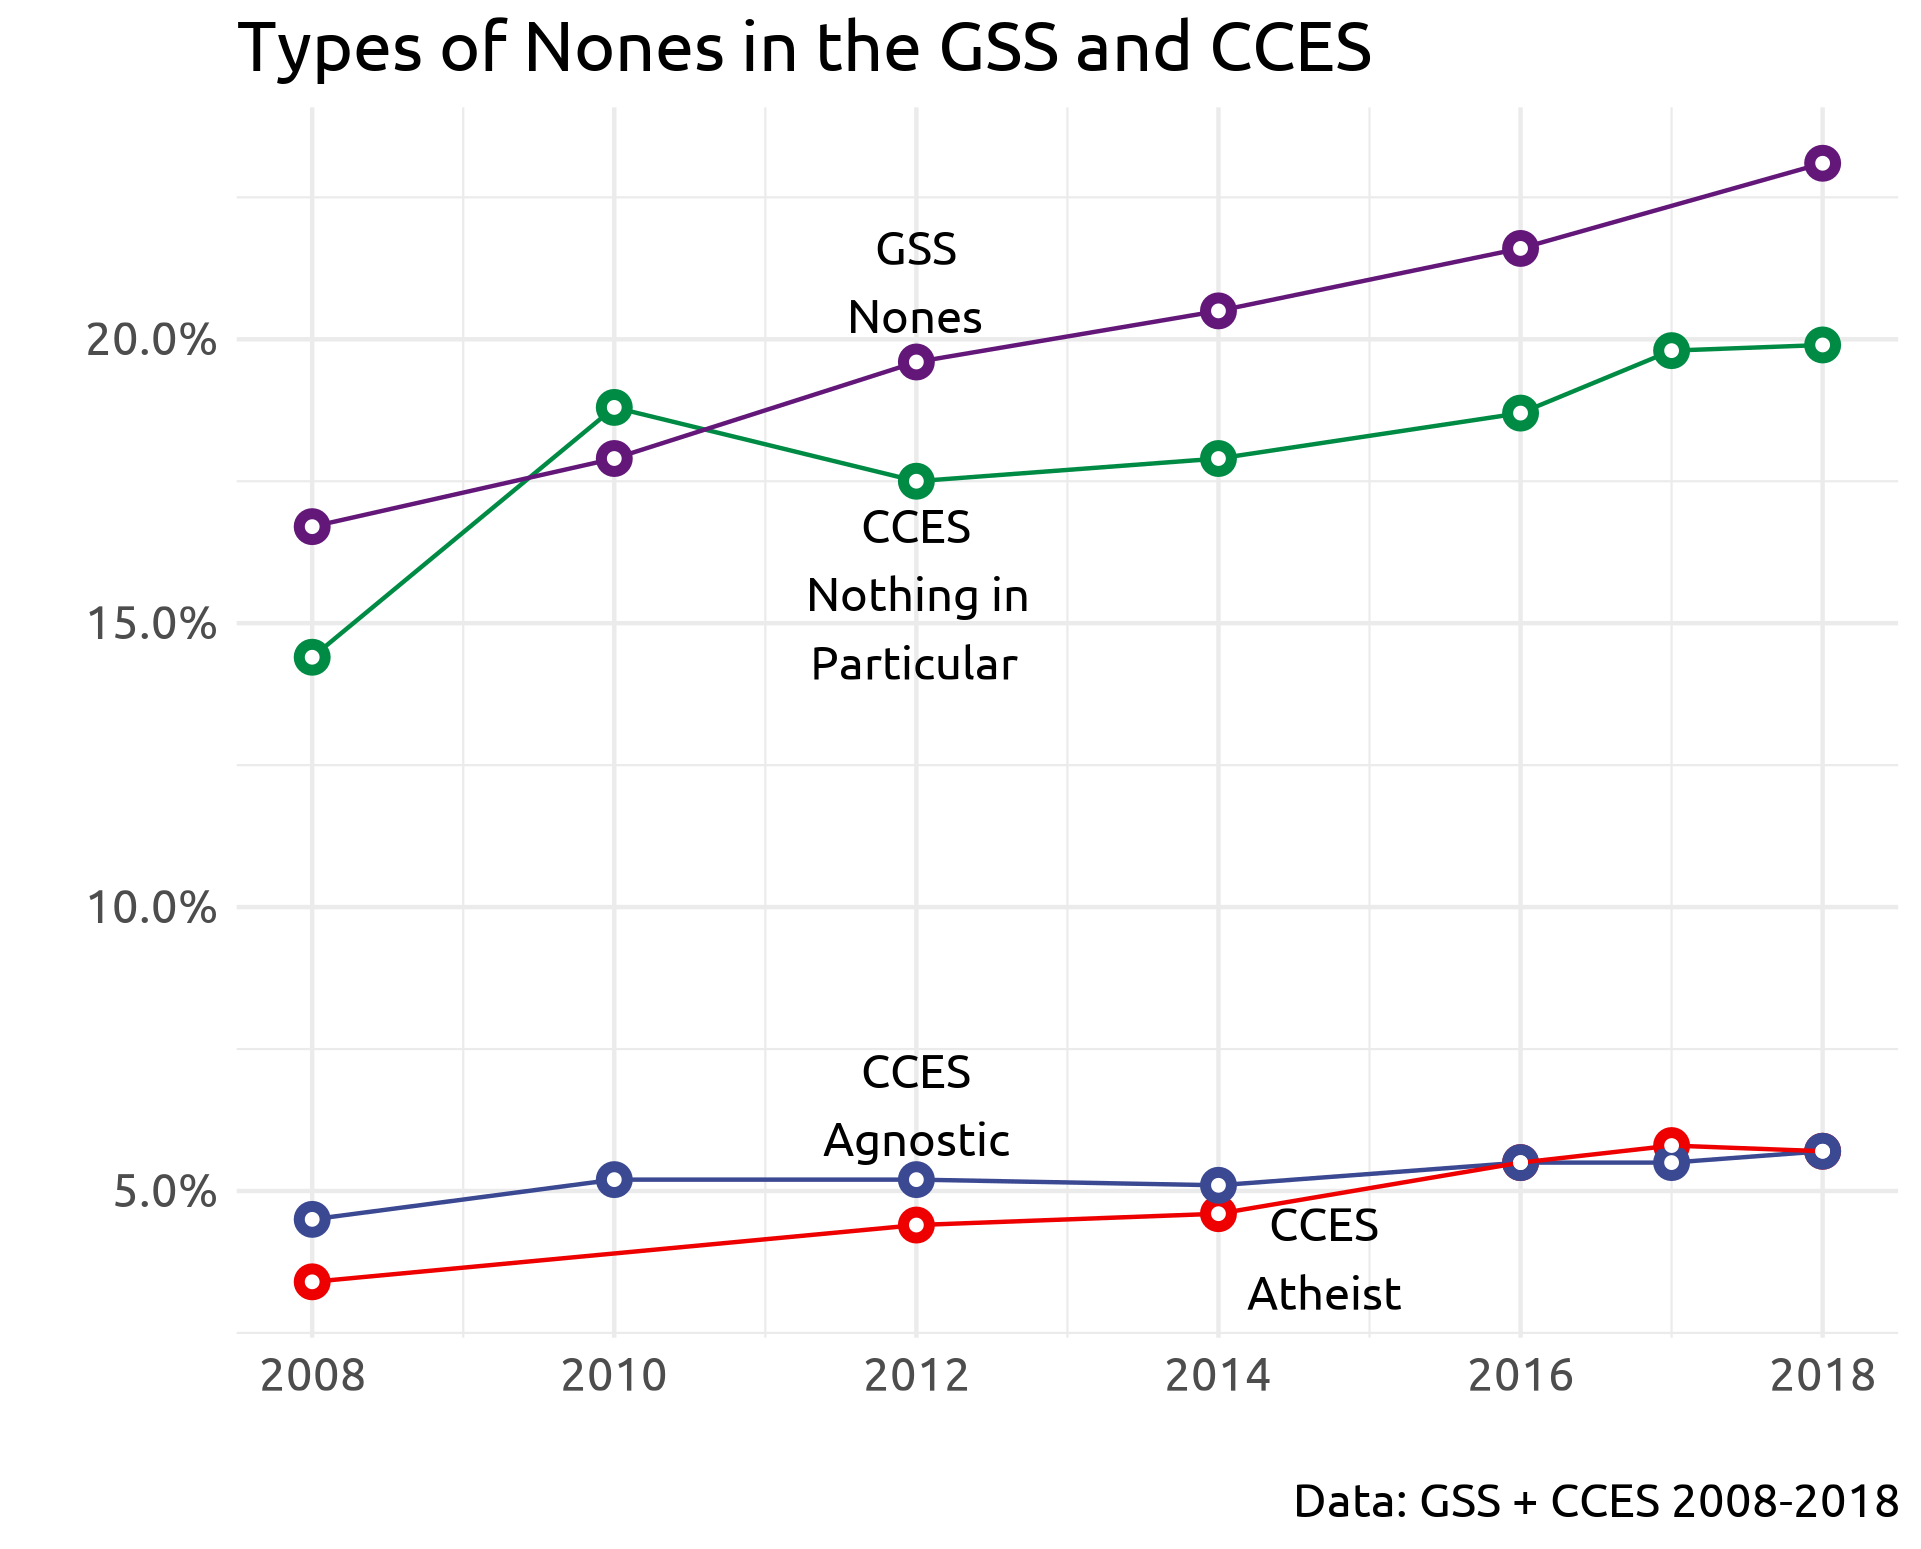 Types of Nones in the GSS and CCES
GSS
Nones
20.0%
CCES
Nothing in
Particular
15.0%
10.0%
CCES
Agnostic
5.0%
CCES
Atheist
2008 2010 2012 2014 2016 2018
Data: GSS + CCES 2008-2018